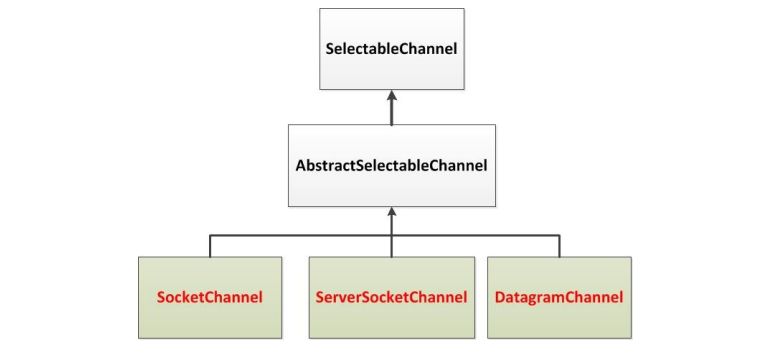 SelectableChannel
AbstractSelectableChannel
SocketChannel
ServerSocketChannel
DatagramChannel